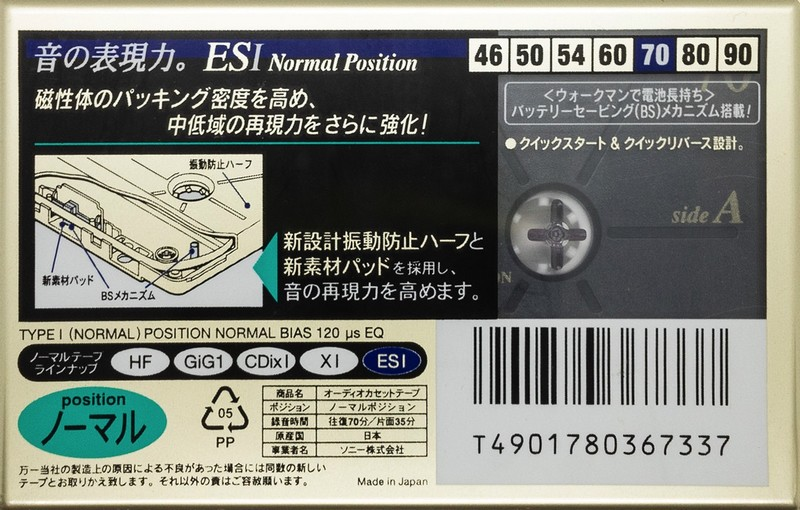 音の表現力。 ESI Normal Position
46 50 54 60 70 80 90
磁性体のパッキング密度を高め、
中低域の再現力をさらに強化!
<ウォークマンで電池長持ち>
バッテリーセービング(BS)メカニズム搭載!
●クイックスタート & クイックリバース設計。
振動防止ハーフ
新素材パッド
BSメカニズム
新設計振動防止ハーフと
新素材パッドを採用し、
音の再現力を高めます。
side A
TYPE I (NORMAL) POSITION NORMAL BIAS 120 μs EQ
ノーマルテープ
ラインナップ
HF GiG1 CDixI XI ESI
position
ノーマル
05
PP
商品名 オーディオカセットテープ
ポジション ノーマルポジション
録音時間 往復70分/片面35分
原産国 日本
事業者名 ソニー株式会社
万一当社の製造上の原因による不良があった場合には同数の新しい
テープとお取りかえ致します。それ以外の責はご容赦願います。
Made in Japan
T4901780367337